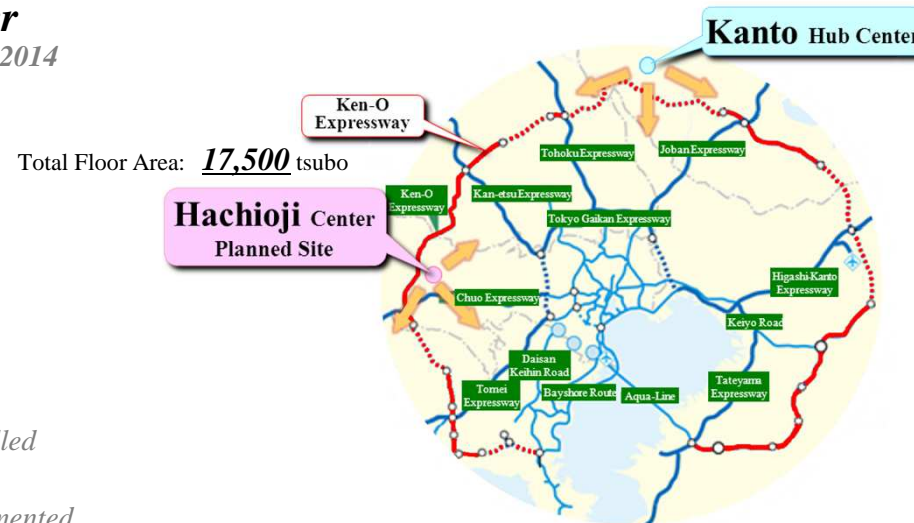 er
2014
Kanto Hub Center
Ken-O
Expressway
Total Floor Area: 17,500 tsubo
Tohoku Expressway
Joban Expressway
Ken-O
Expressway
Kan-etsu Expressway
Hachioji Center
Planned Site
Tokyo Gaikan Expressway
Higashi-Kanto
Expressway
Chuo Expressway
Keiyo Road
Daisan
Keihin Road
Tomei
Expressway
Bayshore Route
Aqua-Line
Tateyama
Expressway
led
mented